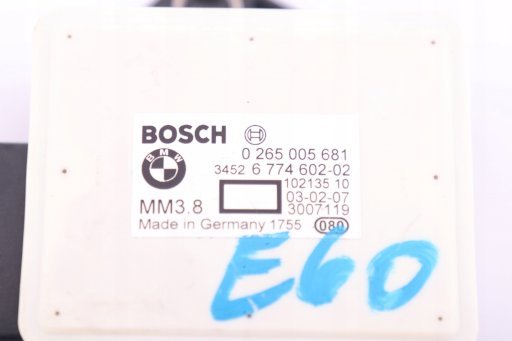 BOSCH
0 265 005 681
BMW
3452 6 774 602-02
102135 10
03-02-07
MM3.8
3007119
Made in Germany 1755
080
E60